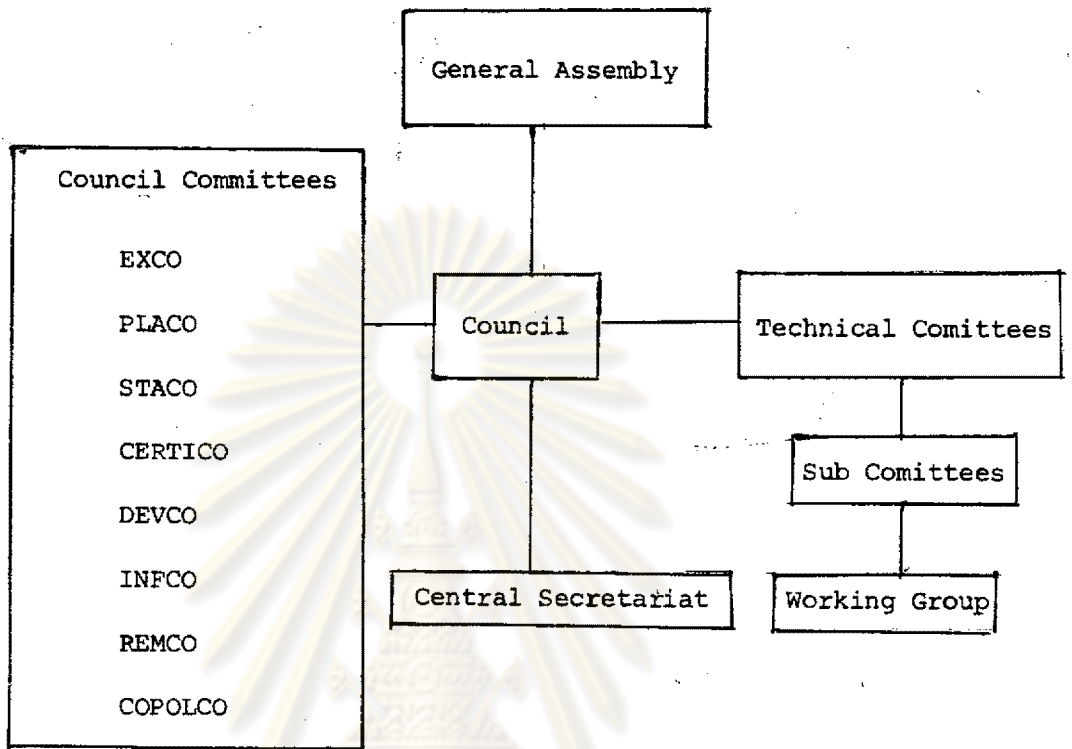 General Assembly
Council Committees
EXCO
PLACO
STACO
CERTICO
DEVCO
INFCO
REMCO
COPOLCO
Council
Technical Comittees
Sub Comittees
Central Secretariat
Working Group